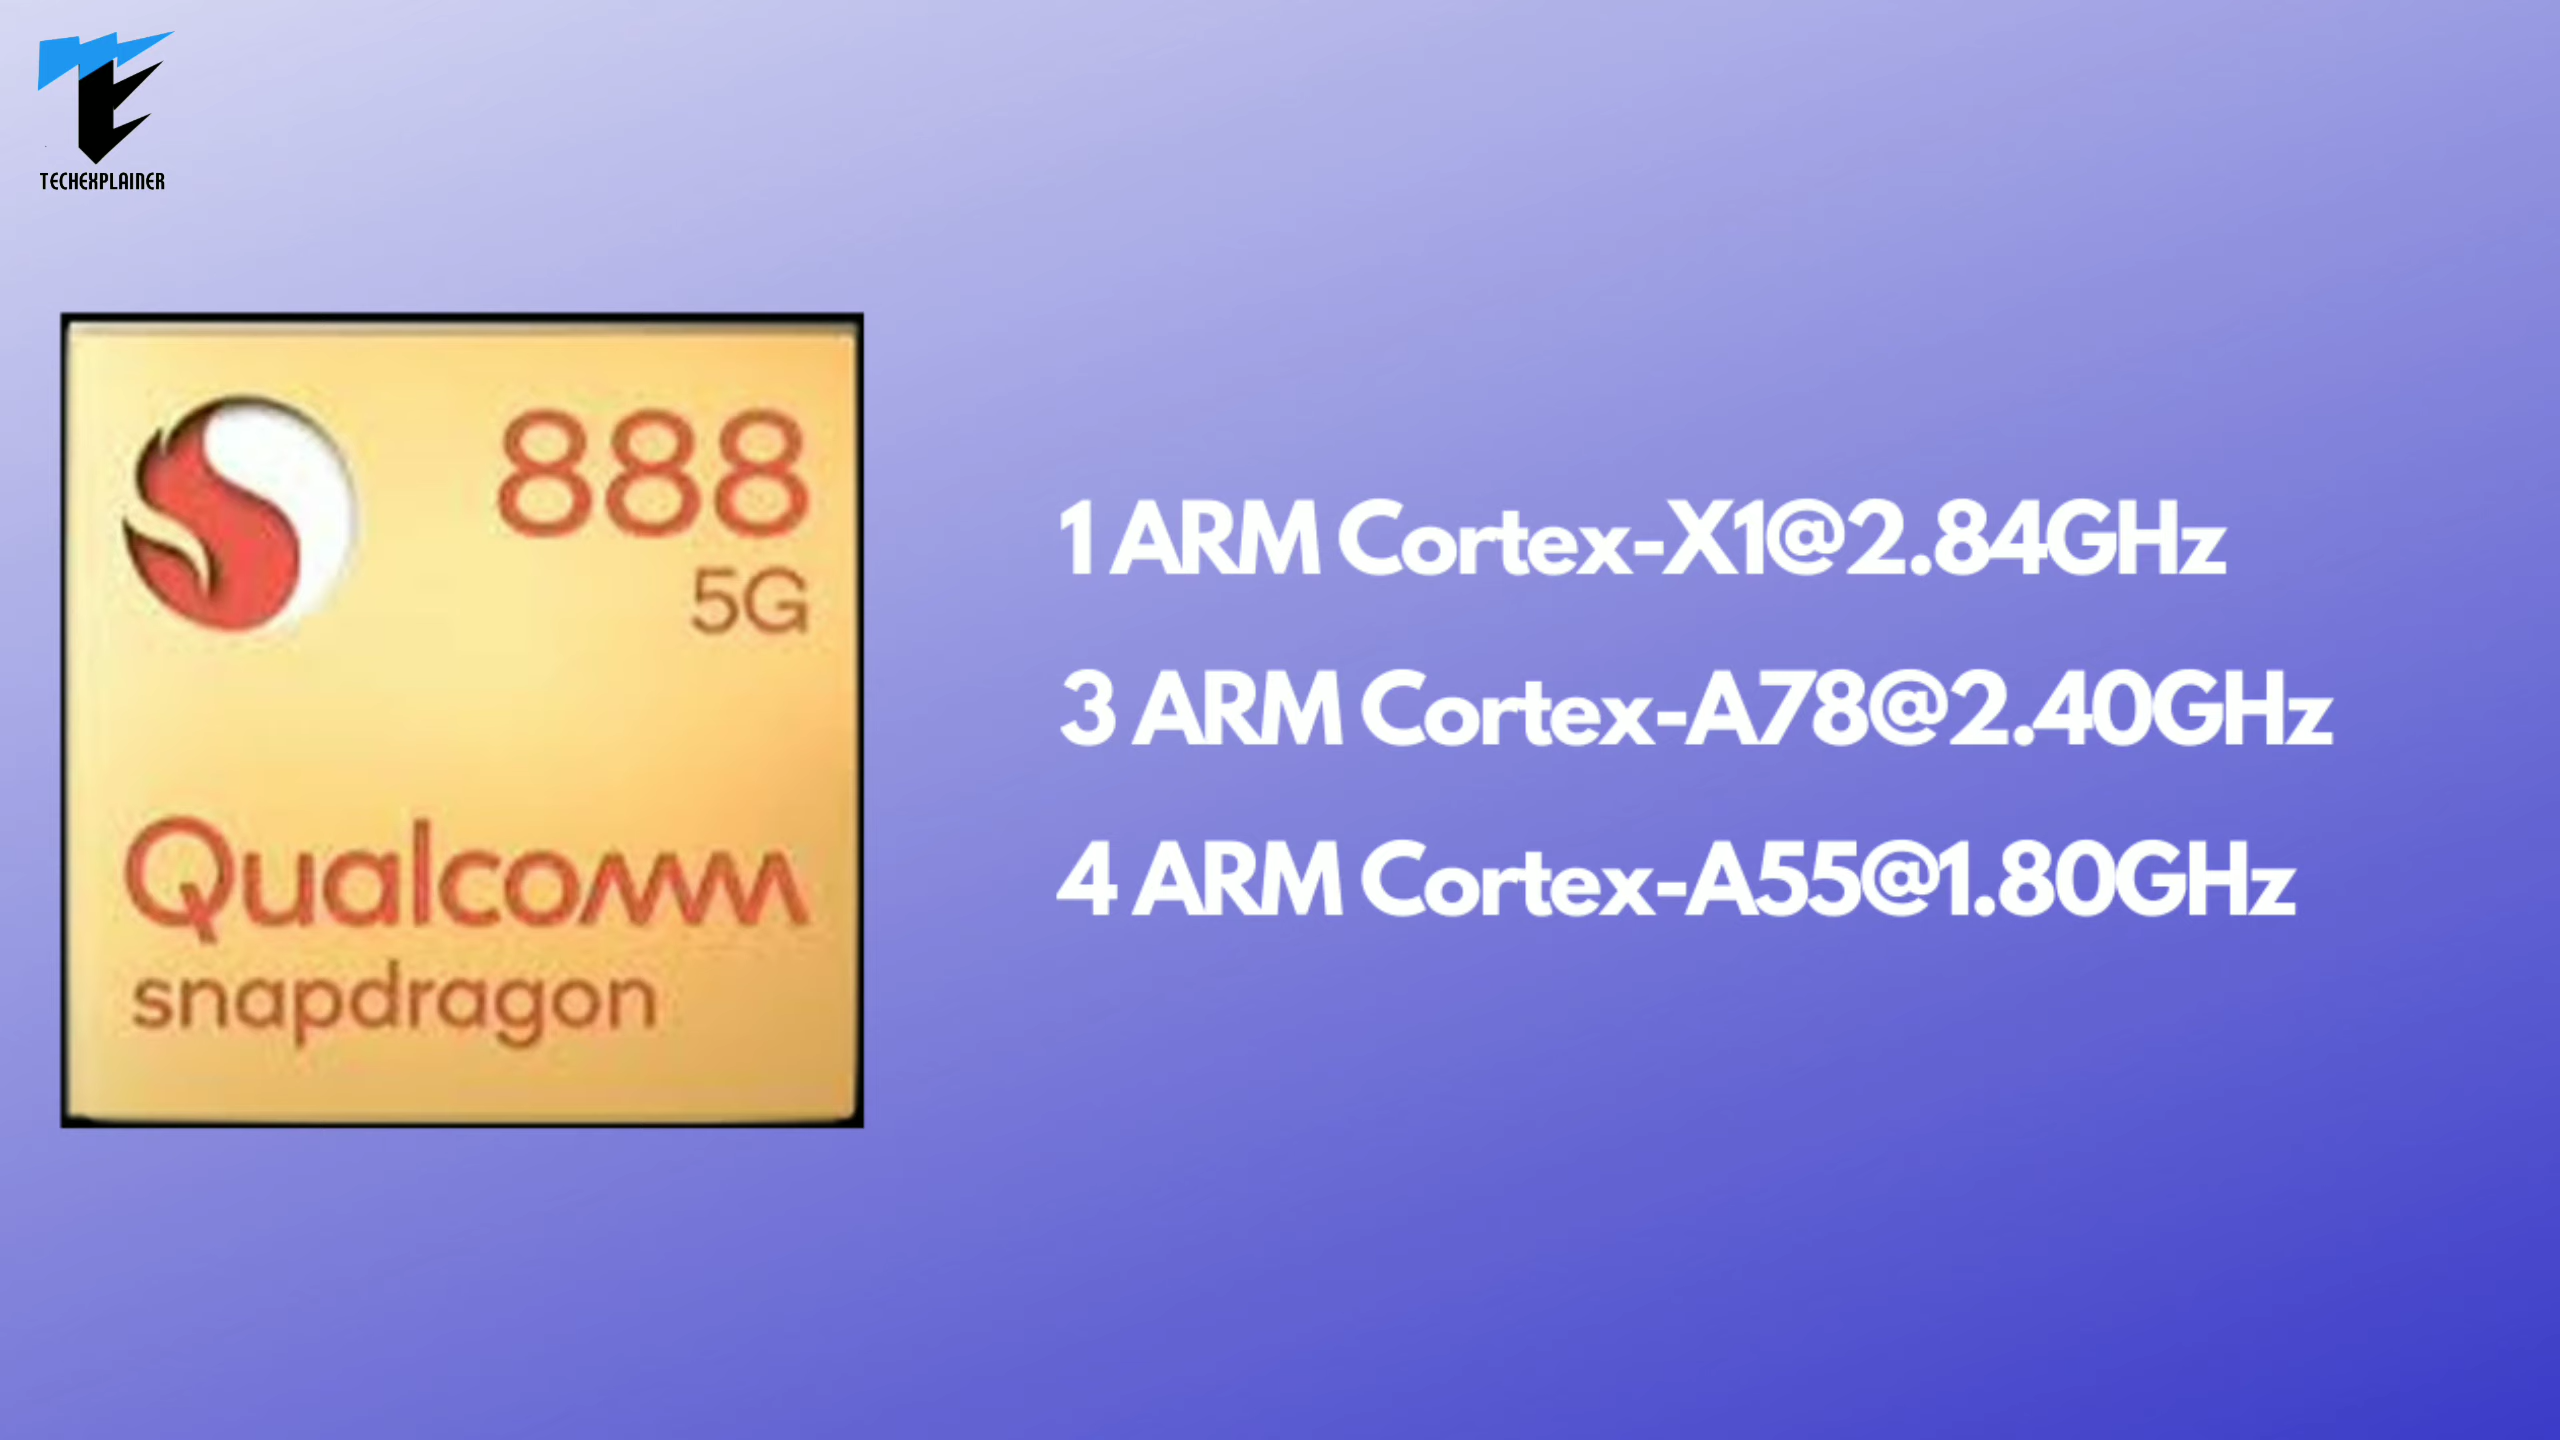 TECHEXPLAINER
888
5G
Qualcomm
snapdragon
1 ARM Cortex-X1@2.84GHz
3 ARM Cortex-A78@2.40GHz
4 ARM Cortex-A55@1.80GHz